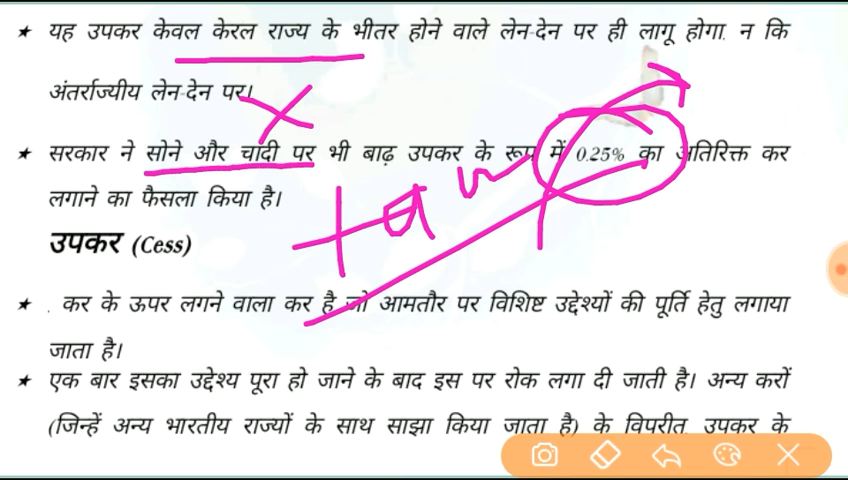 ★ यह उपकर केवल केरल राज्य के भीतर होने वाले लेन-देन पर ही लागू होगा. न कि
अंतर्राज्यीय लेन-देन पर।
★ सरकार ने सोने और चांदी पर भी बाढ़ उपकर के रूप में 0.25% का अतिरिक्त कर
लगाने का फैसला किया है।
उपकर (Cess)
★ . कर के ऊपर लगने वाला कर है जो आमतौर पर विशिष्ट उद्देश्यों की पूर्ति हेतु लगाया
जाता है।
★ एक बार इसका उद्देश्य पूरा हो जाने के बाद इस पर रोक लगा दी जाती है। अन्य करों
(जिन्हें अन्य भारतीय राज्यों के साथ साझा किया जाता है) के विपरीत उपकर के